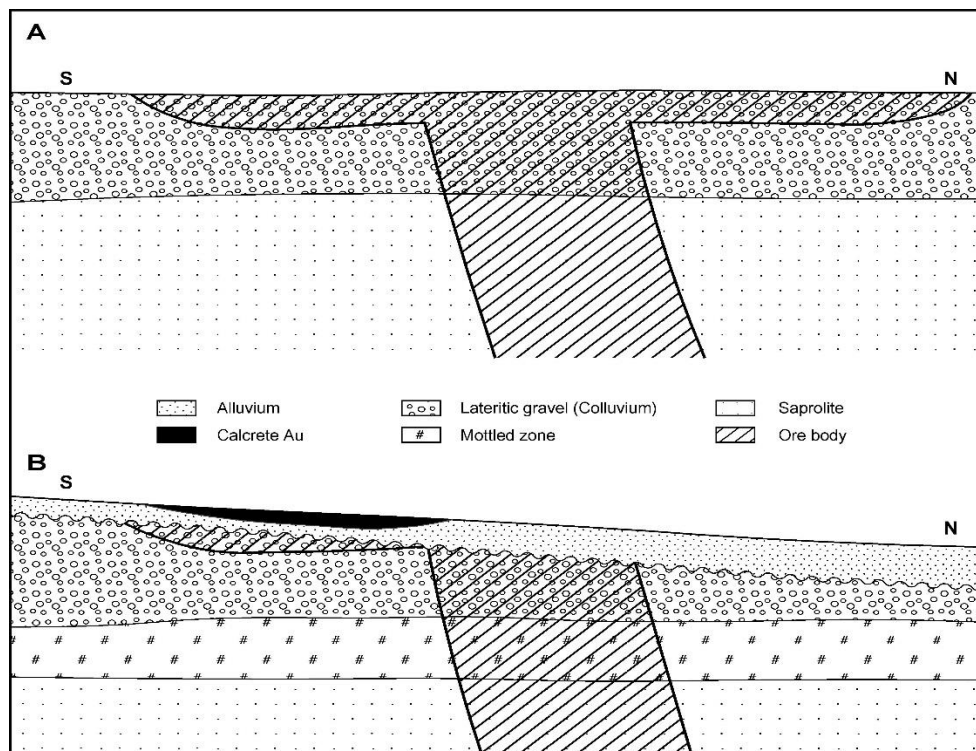 A
S N
Alluvium Lateritic gravel (Colluvium) Saprolite
Calcrete Au # Mottled zone Ore body
B
S
N